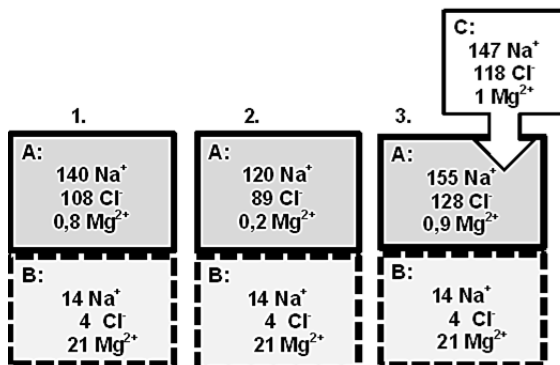 C:
147 Na⁺
118 Cl⁻
1 Mg²⁺
1.
2.
3.
A:
140 Na⁺
108 Cl⁻
0,8 Mg²⁺
B:
14 Na⁺
4 Cl⁻
21 Mg²⁺
A:
120 Na⁺
89 Cl⁻
0,2 Mg²⁺
B:
14 Na⁺
4 Cl⁻
21 Mg²⁺
A:
155 Na⁺
128 Cl⁻
0,9 Mg²⁺
B:
14 Na⁺
4 Cl⁻
21 Mg²⁺